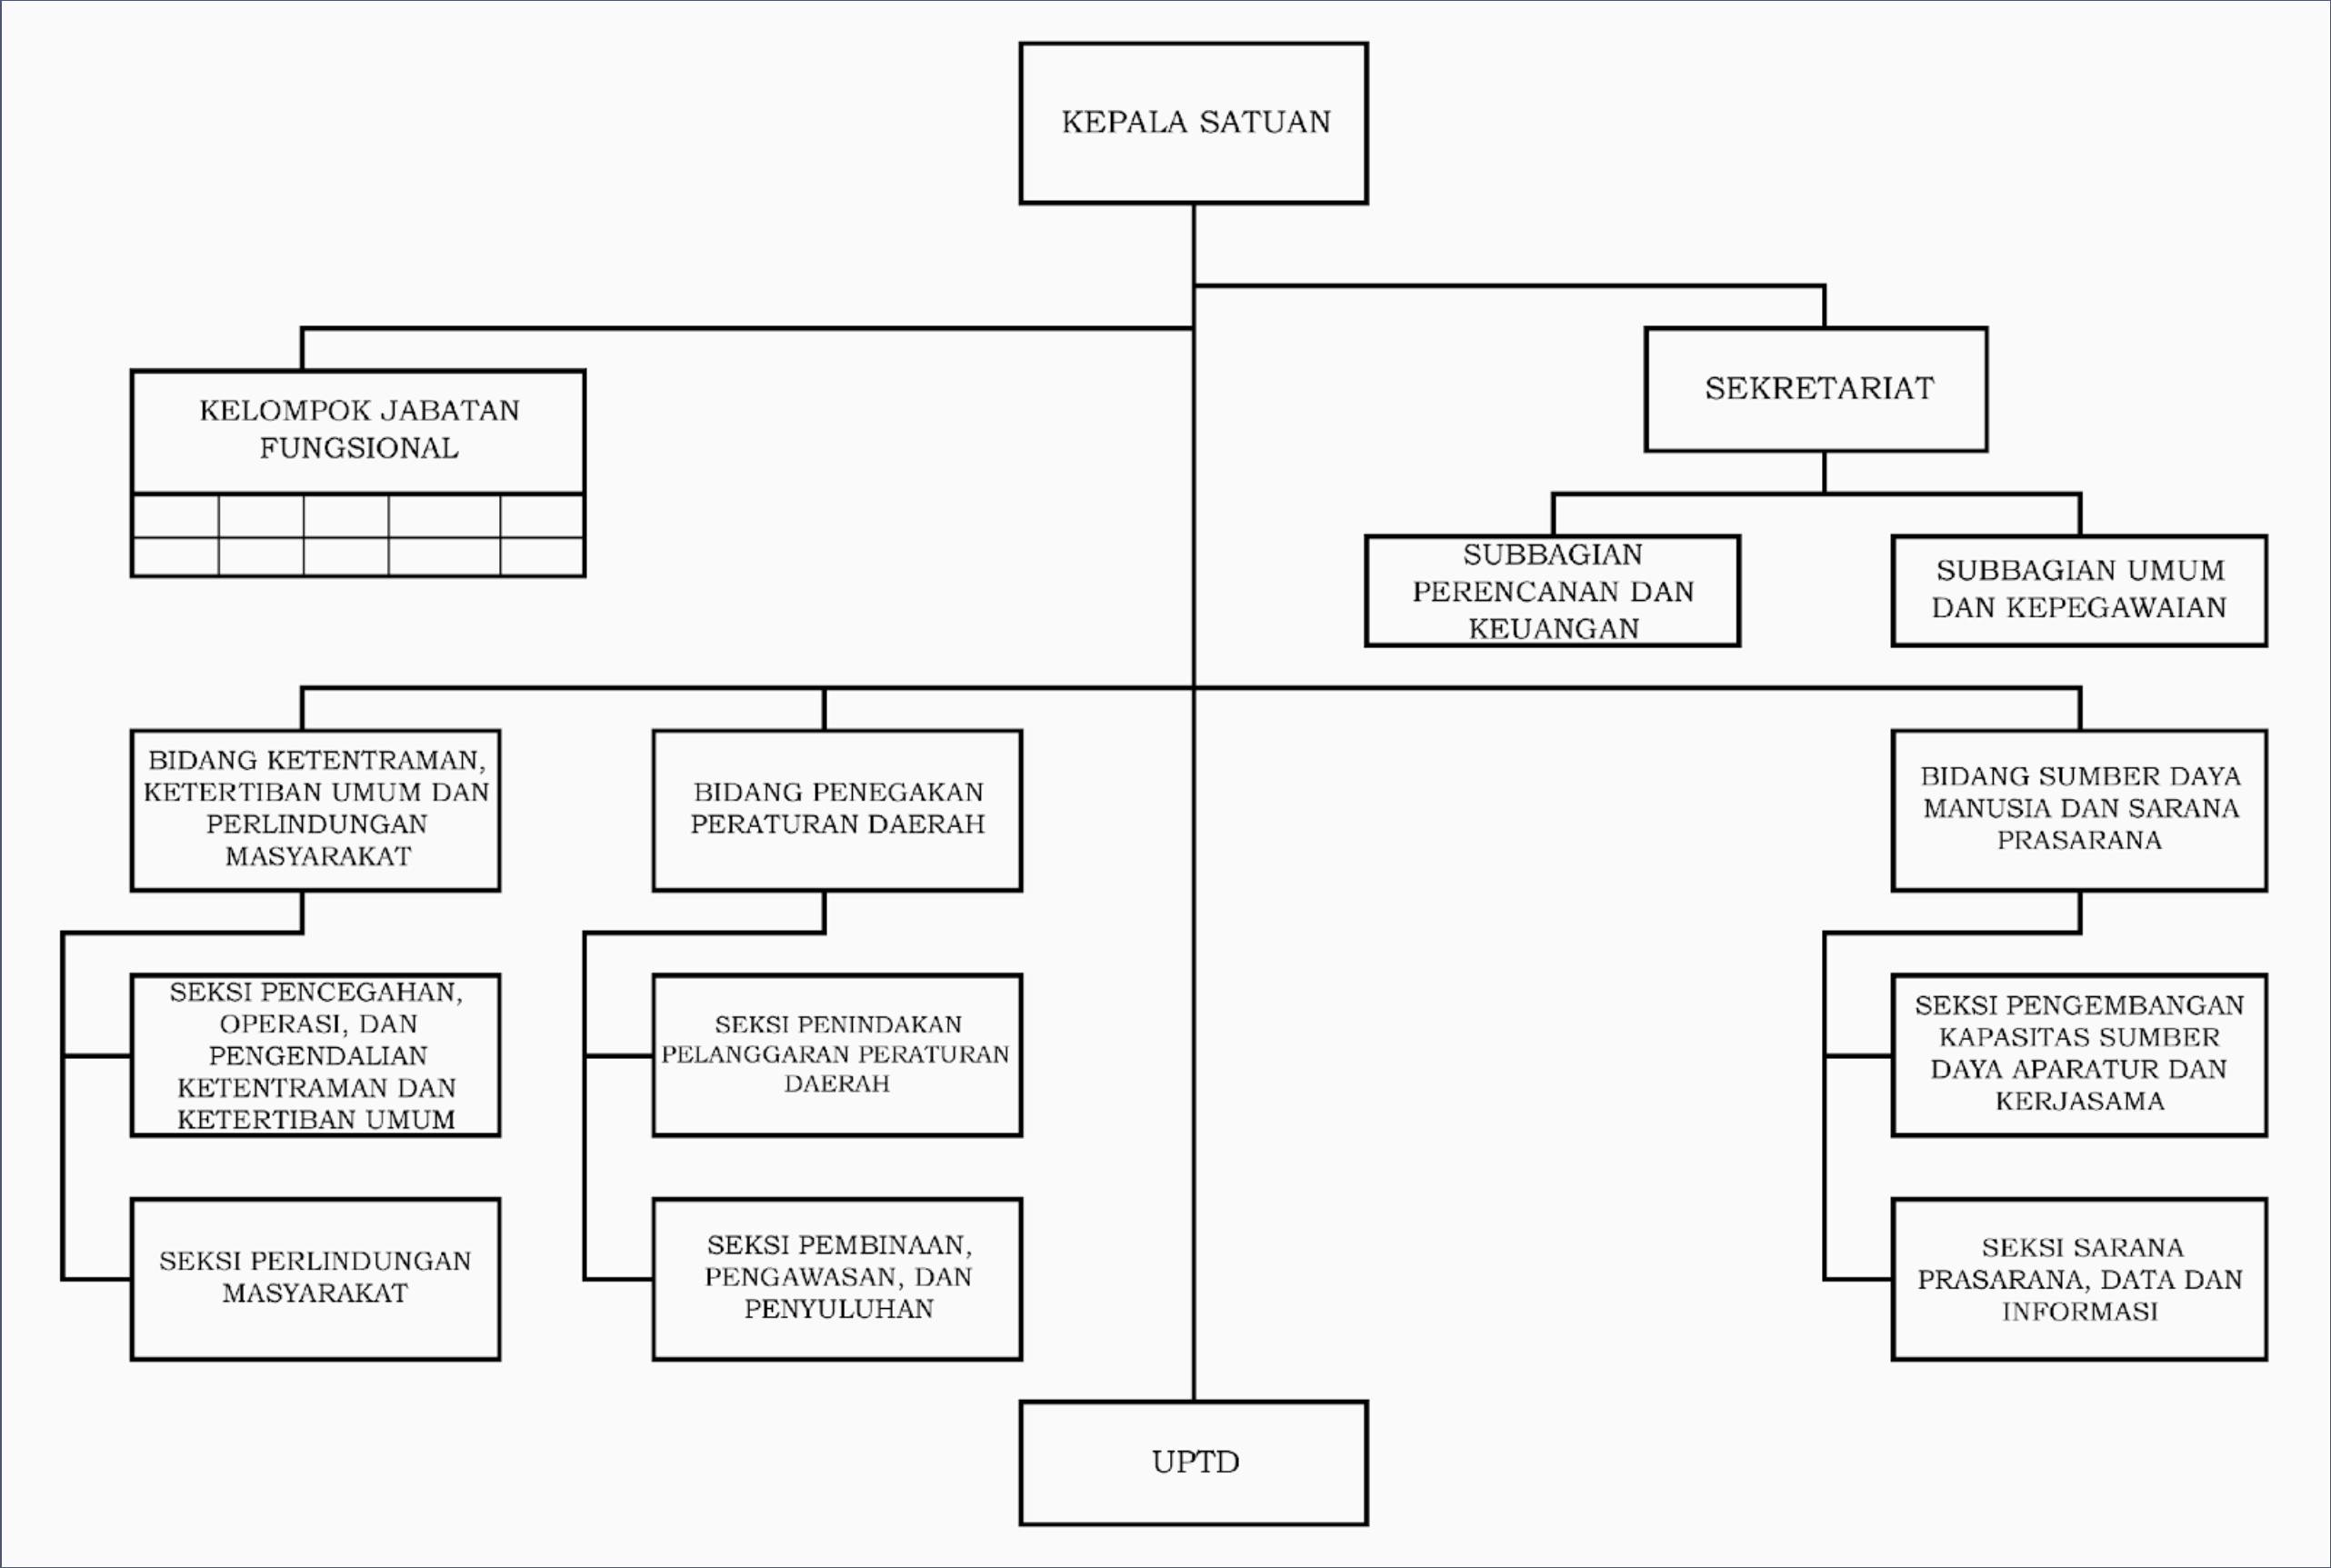 KEPALA SATUAN
KELOMPOK JABATAN
FUNGSIONAL
SEKRETARIAT
SUBBAGIAN
PERENCANAN DAN
KEUANGAN
SUBBAGIAN UMUM
DAN KEPEGAWAIAN
BIDANG KETENTRAMAN,
KETERTIBAN UMUM DAN
PERLINDUNGAN
MASYARAKAT
BIDANG PENEGAKAN
PERATURAN DAERAH
BIDANG SUMBER DAYA
MANUSIA DAN SARANA
PRASARANA
SEKSI PENCEGAHAN,
OPERASI, DAN
PENGENDALIAN
KETENTRAMAN DAN
KETERTIBAN UMUM
SEKSI PENINDAKAN
PELANGGARAN PERATURAN
DAERAH
SEKSI PENGEMBANGAN
KAPASITAS SUMBER
DAYA APARATUR DAN
KERJASAMA
SEKSI PERLINDUNGAN
MASYARAKAT
SEKSI PEMBINAAN,
PENGAWASAN, DAN
PENYULUHAN
SEKSI SARANA
PRASARANA, DATA DAN
INFORMASI
UPTD